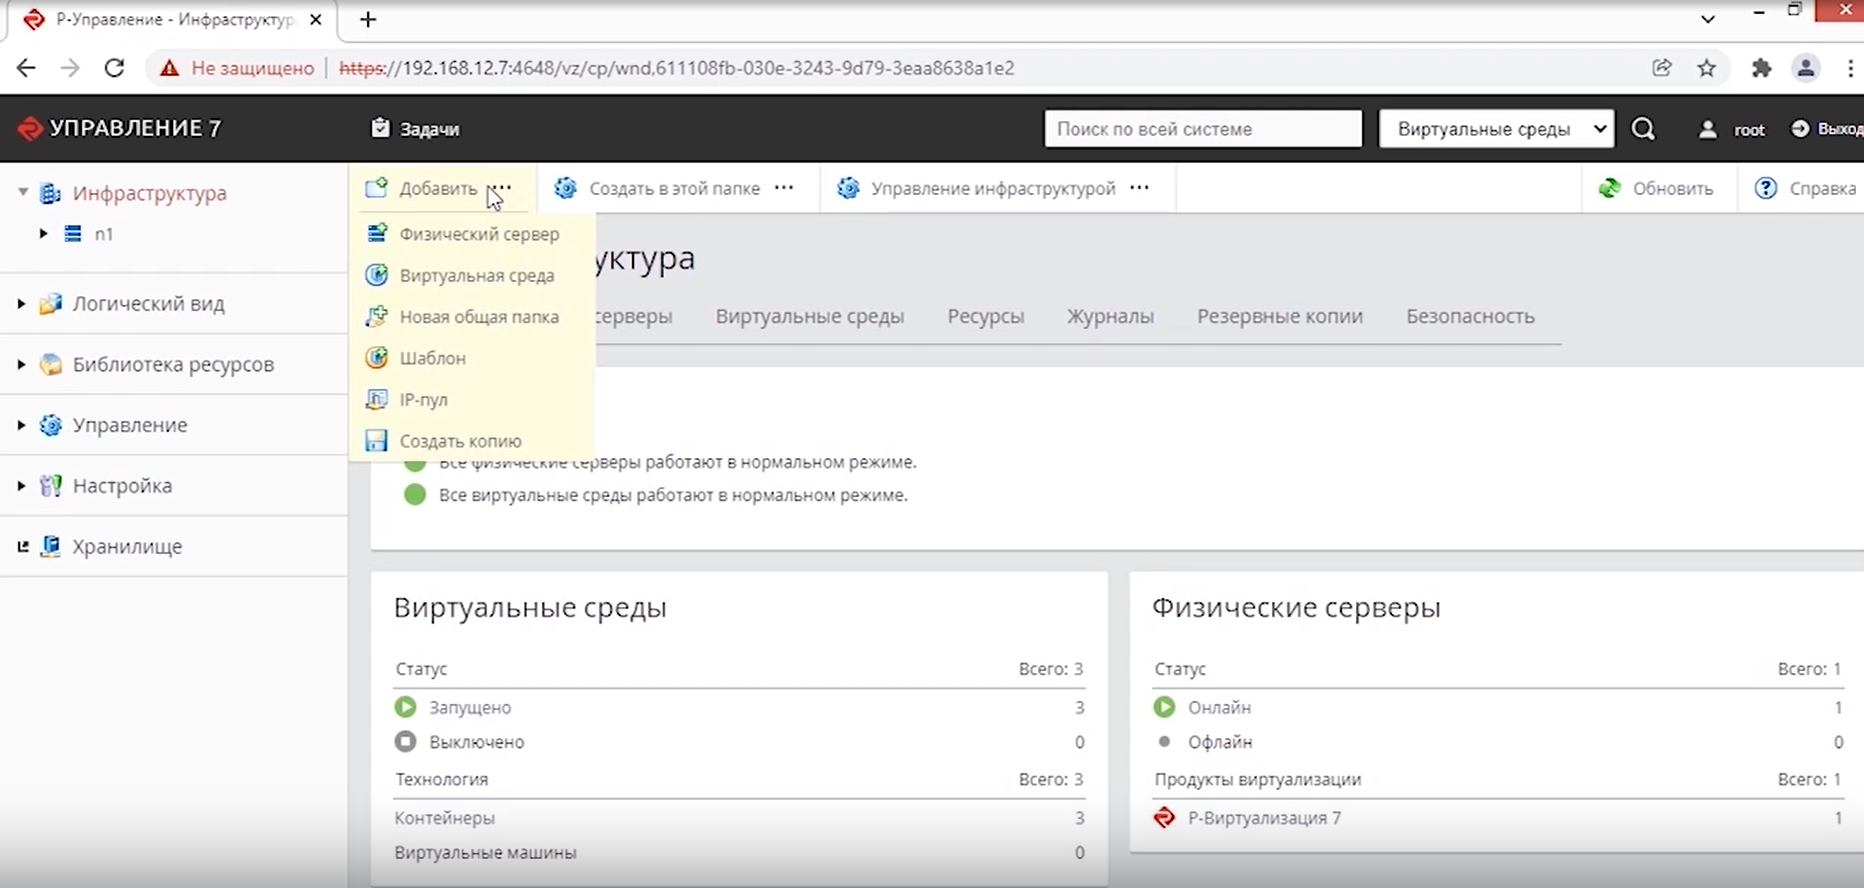 Р-Управление - Инфраструктур
Не защищено
https://192.168.12.7:4648/vz/cp/wnd,611108fb-030e-3243-9d79-3eaa8638a1e2
УПРАВЛЕНИЕ 7
Задачи
Поиск по всей системе
Виртуальные среды
root
Выход
Инфраструктура
n1
Логический вид
Библиотека ресурсов
Управление
Настройка
Хранилище
Добавить ...
Создать в этой папке ...
Управление инфраструктурой ...
Обновить
Справка
Физический сервер
Виртуальная среда
Новая общая папка
Шаблон
IP-пул
Создать копию
уктура
серверы
Виртуальные среды
Ресурсы
Журналы
Резервные копии
Безопасность
Все физические серверы работают в нормальном режиме.
Все виртуальные среды работают в нормальном режиме.
Виртуальные среды
Статус Всего: 3
Запущено 3
Выключено 0
Технология Всего: 3
Контейнеры 3
Виртуальные машины 0
Физические серверы
Статус Всего: 1
Онлайн 1
Офлайн 0
Продукты виртуализации Всего: 1
Р-Виртуализация 7 1